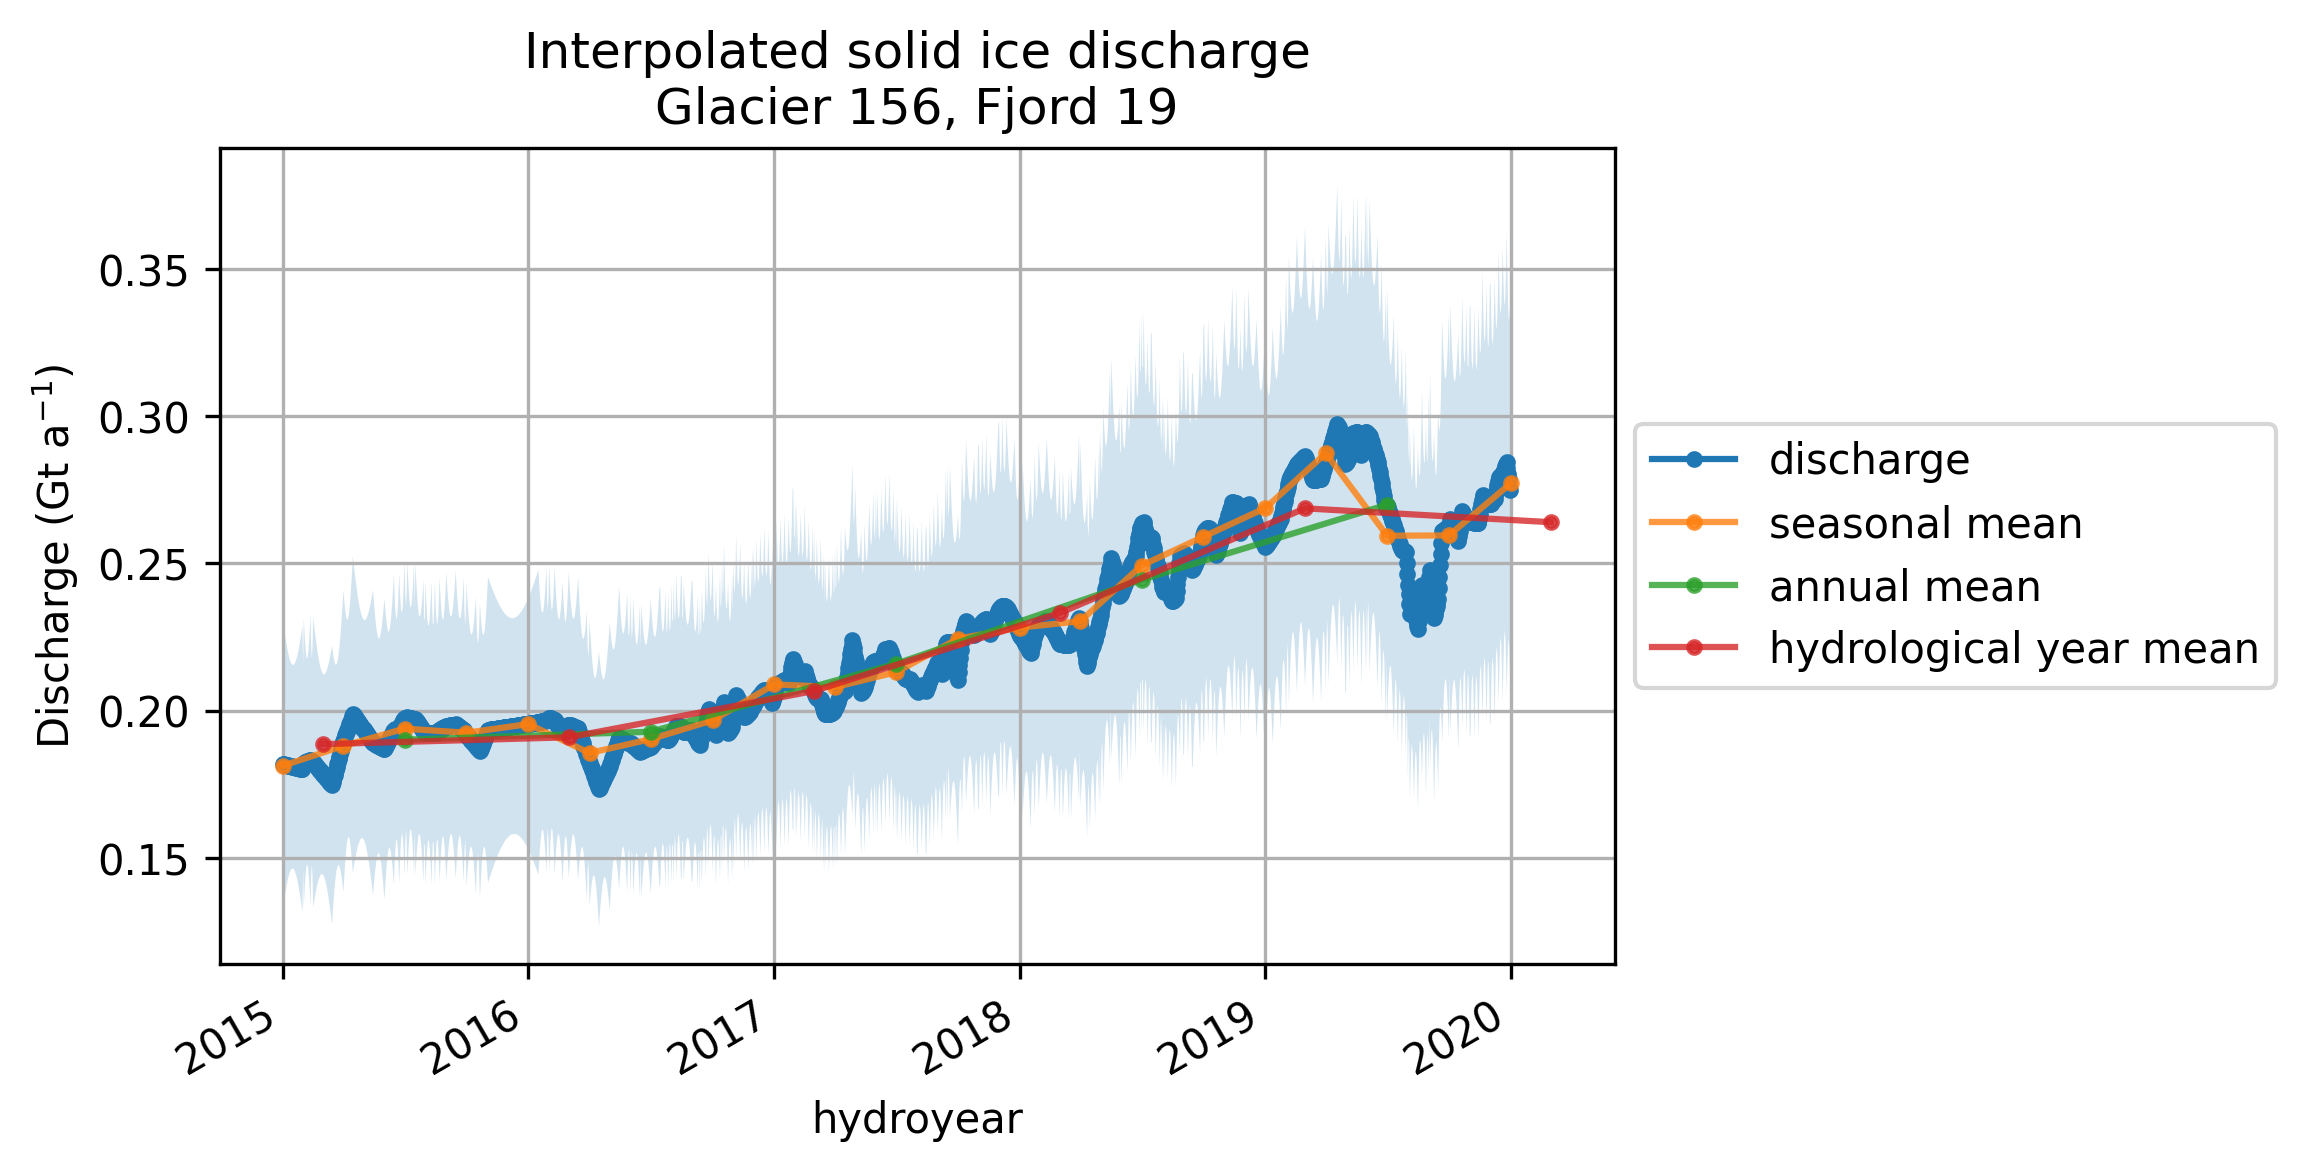 Interpolated solid ice discharge
Glacier 156, Fjord 19
Discharge (Gt a⁻¹)
0.35
0.30
0.25
0.20
0.15
2015
2016
2017
2018
2019
2020
hydroyear
discharge
seasonal mean
annual mean
hydrological year mean